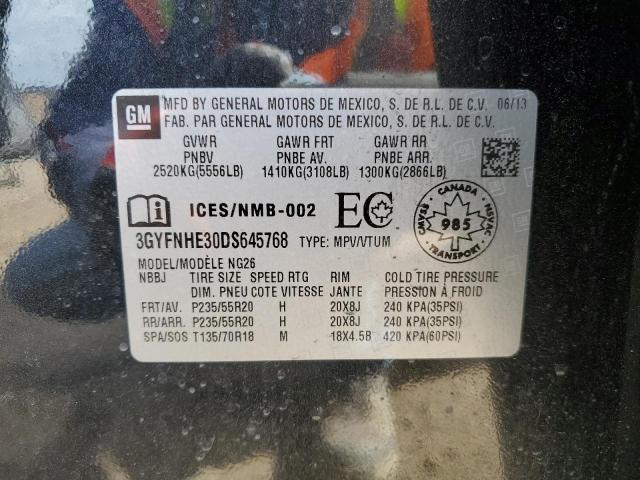 GM
MFD BY GENERAL MOTORS DE MEXICO, S. DE R.L. DE C.V. 06/13
FAB. PAR GENERAL MOTORS DE MEXICO, S. DE R.L. DE C.V.
GVWR GAWR FRT GAWR RR
PNBV PNBE AV. PNBE ARR.
2520KG(5556LB) 1410KG(3108LB) 1300KG(2866LB)
ICES/NMB-002 EC
CANADA
CMVSS 985 NSVAC
TRANSPORT
3GYFNHE30DS645768 TYPE: MPV/VTUM
MODEL/MODÈLE NG26
NBBJ TIRE SIZE SPEED RTG RIM COLD TIRE PRESSURE
DIM. PNEU COTE VITESSE JANTE PRESSION À FROID
FRT/AV. P235/55R20 H 20X8J 240 KPA(35PSI)
RR/ARR. P235/55R20 H 20X8J 240 KPA(35PSI)
SPA/SOS T135/70R18 M 18X4.5B 420 KPA(60PSI)